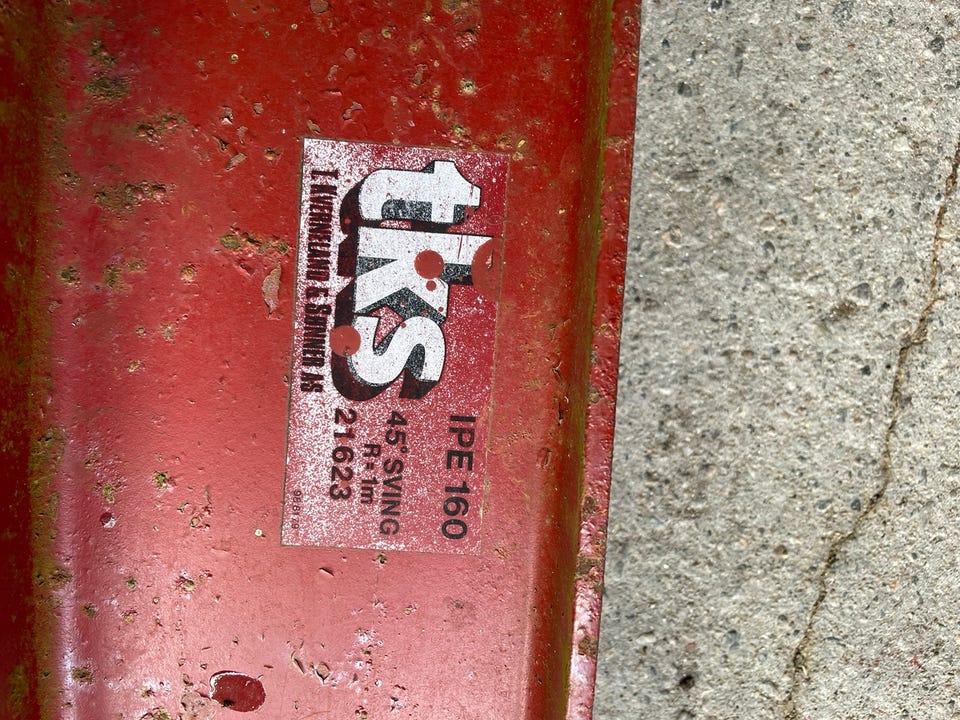 tks
T. KVERNELAND & SØNNER AS
IPE 160
45° SVING
R = 1m
21623